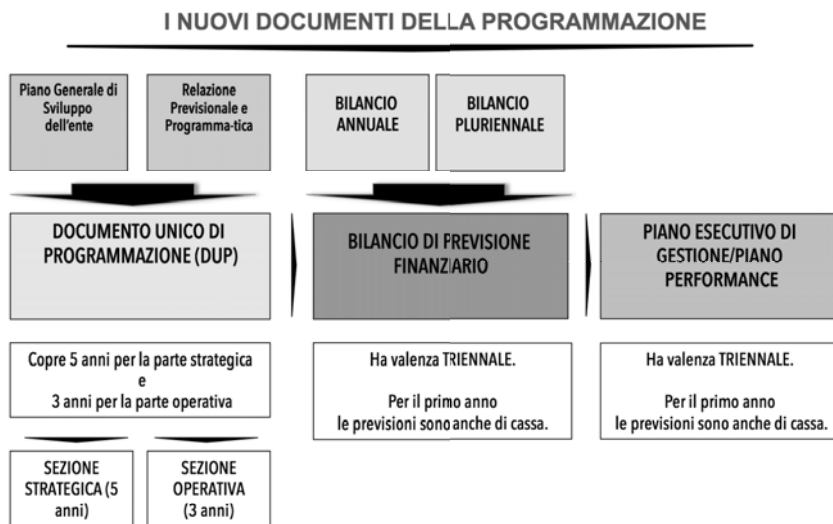 I NUOVI DOCUMENTI DELLA PROGRAMMAZIONE
Piano Generale di
Sviluppo
dell'ente
Relazione
Previsionale e
Programma-tica
BILANCIO
ANNUALE
BILANCIO
PLURIENNALE
DOCUMENTO UNICO DI
PROGRAMMAZIONE (DUP)
BILANCIO DI PREVISIONE
FINANZIARIO
PIANO ESECUTIVO DI
GESTIONE/PIANO
PERFORMANCE
Copre 5 anni per la parte strategica
e
3 anni per la parte operativa
Ha valenza TRIENNALE.
Per il primo anno
le previsioni sono anche di cassa.
Ha valenza TRIENNALE.
Per il primo anno
le previsioni sono anche di cassa.
SEZIONE
STRATEGICA (5
anni)
SEZIONE
OPERATIVA
(3 anni)